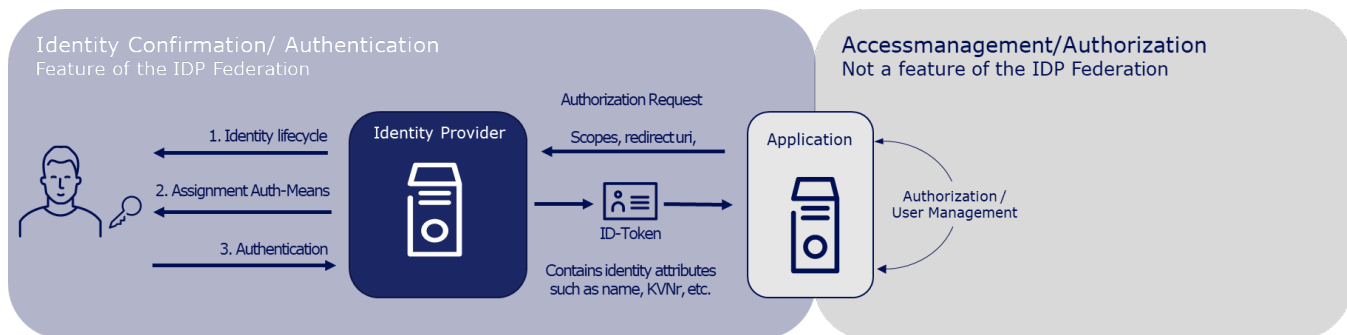 Identity Confirmation/ Authentication
Feature of the IDP Federation
Accessmanagement/Authorization
Not a feature of the IDP Federation
1. Identity lifecycle
2. Assignment Auth-Means
3. Authentication
Identity Provider
Authorization Request
Scopes, redirect uri,
ID-Token
Contains identity attributes
such as name, KVNr, etc.
Application
Authorization /
User Management